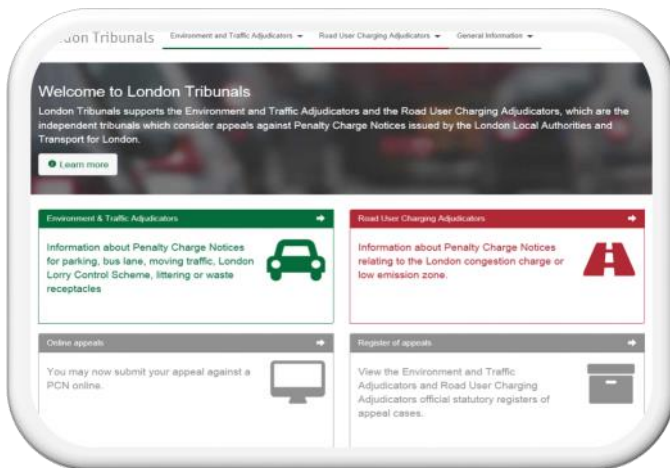 Tribunals Environment and Traffic Adjudicators Road User Charging Adjudicators General Information
Welcome to London Tribunals
London Tribunals supports the Environment and Traffic Adjudicators and the Road User Charging Adjudicators, which are the
independent tribunals which consider appeals against Penalty Charge Notices issued by the London Local Authorities and
Transport for London.
Learn more
Environment & Traffic Adjudicators
Information about Penalty Charge Notices
for parking, bus lane, moving traffic, London
Lorry Control Scheme, littering or waste
receptacles
Road User Charging Adjudicators
Information about Penalty Charge Notices
relating to the London congestion charge or
low emission zone.
Online appeals
You may now submit your appeal against a
PCN online.
Register of appeals
View the Environment and Traffic
Adjudicators and Road User Charging
Adjudicators official statutory registers of
appeal cases.